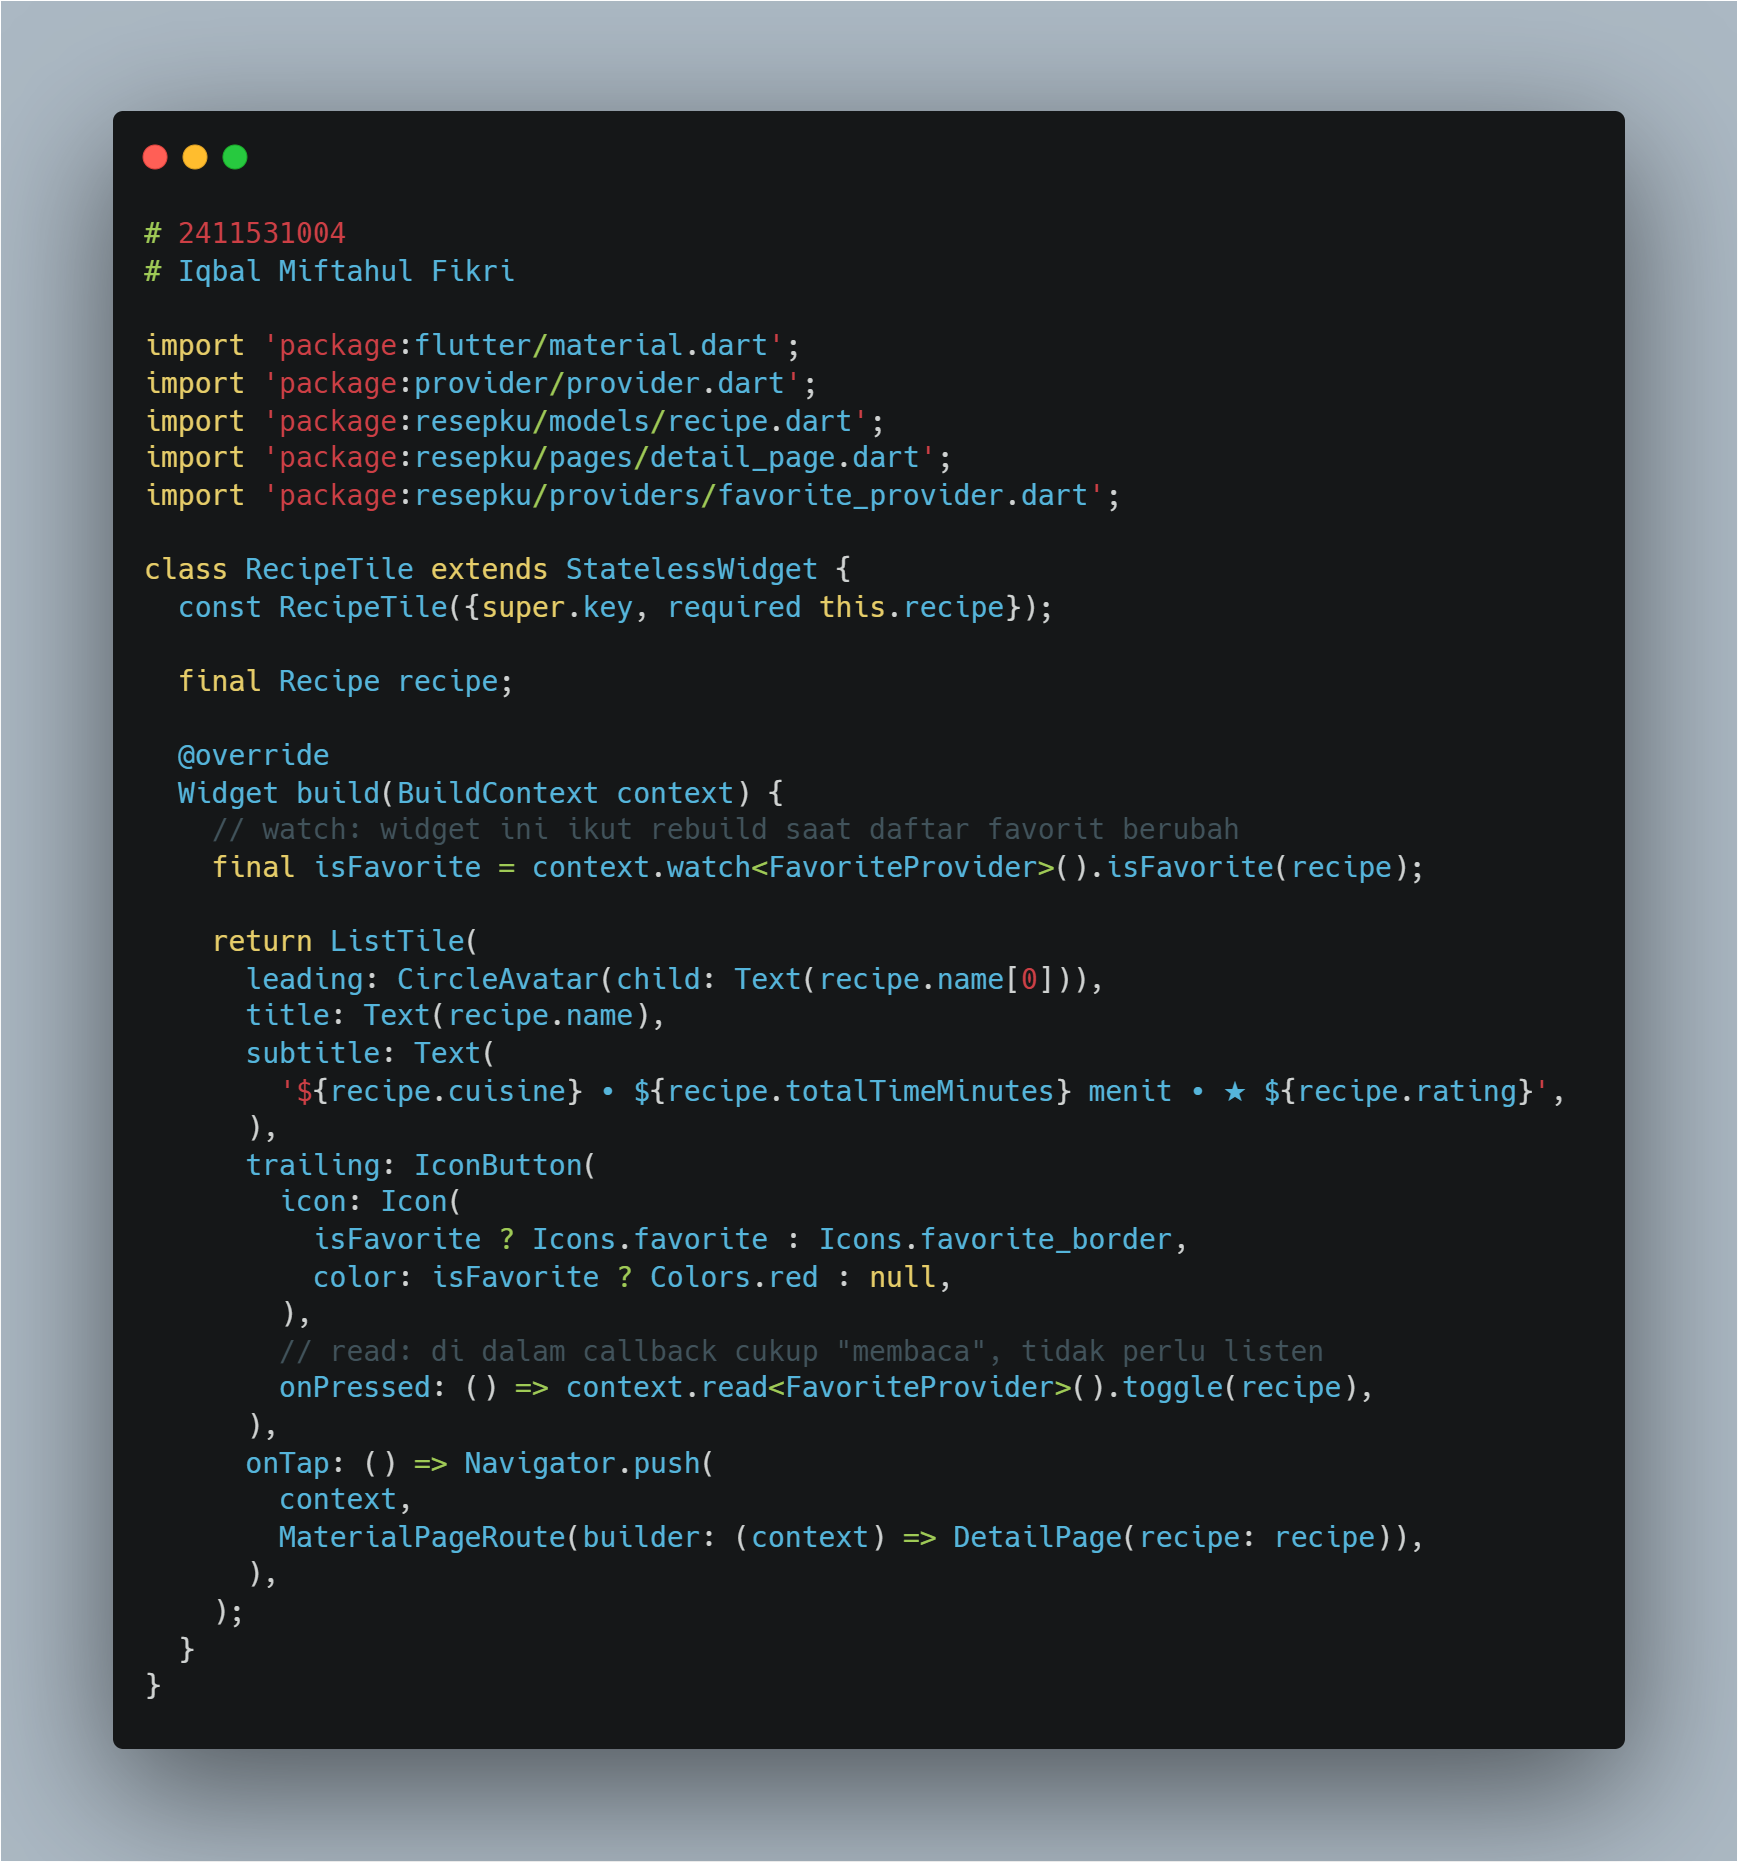 # 2411531004
# Iqbal Miftahul Fikri

import 'package:flutter/material.dart';
import 'package:provider/provider.dart';
import 'package:resepku/models/recipe.dart';
import 'package:resepku/pages/detail_page.dart';
import 'package:resepku/providers/favorite_provider.dart';

class RecipeTile extends StatelessWidget {
  const RecipeTile({super.key, required this.recipe});

  final Recipe recipe;

  @override
  Widget build(BuildContext context) {
    // watch: widget ini ikut rebuild saat daftar favorit berubah
    final isFavorite = context.watch<FavoriteProvider>().isFavorite(recipe);

    return ListTile(
      leading: CircleAvatar(child: Text(recipe.name[0])),
      title: Text(recipe.name),
      subtitle: Text(
        '${recipe.cuisine} • ${recipe.totalTimeMinutes} menit • ★ ${recipe.rating}',
      ),
      trailing: IconButton(
        icon: Icon(
          isFavorite ? Icons.favorite : Icons.favorite_border,
          color: isFavorite ? Colors.red : null,
        ),
        // read: di dalam callback cukup "membaca", tidak perlu listen
        onPressed: () => context.read<FavoriteProvider>().toggle(recipe),
      ),
      onTap: () => Navigator.push(
        context,
        MaterialPageRoute(builder: (context) => DetailPage(recipe: recipe)),
      ),
    );
  }
}